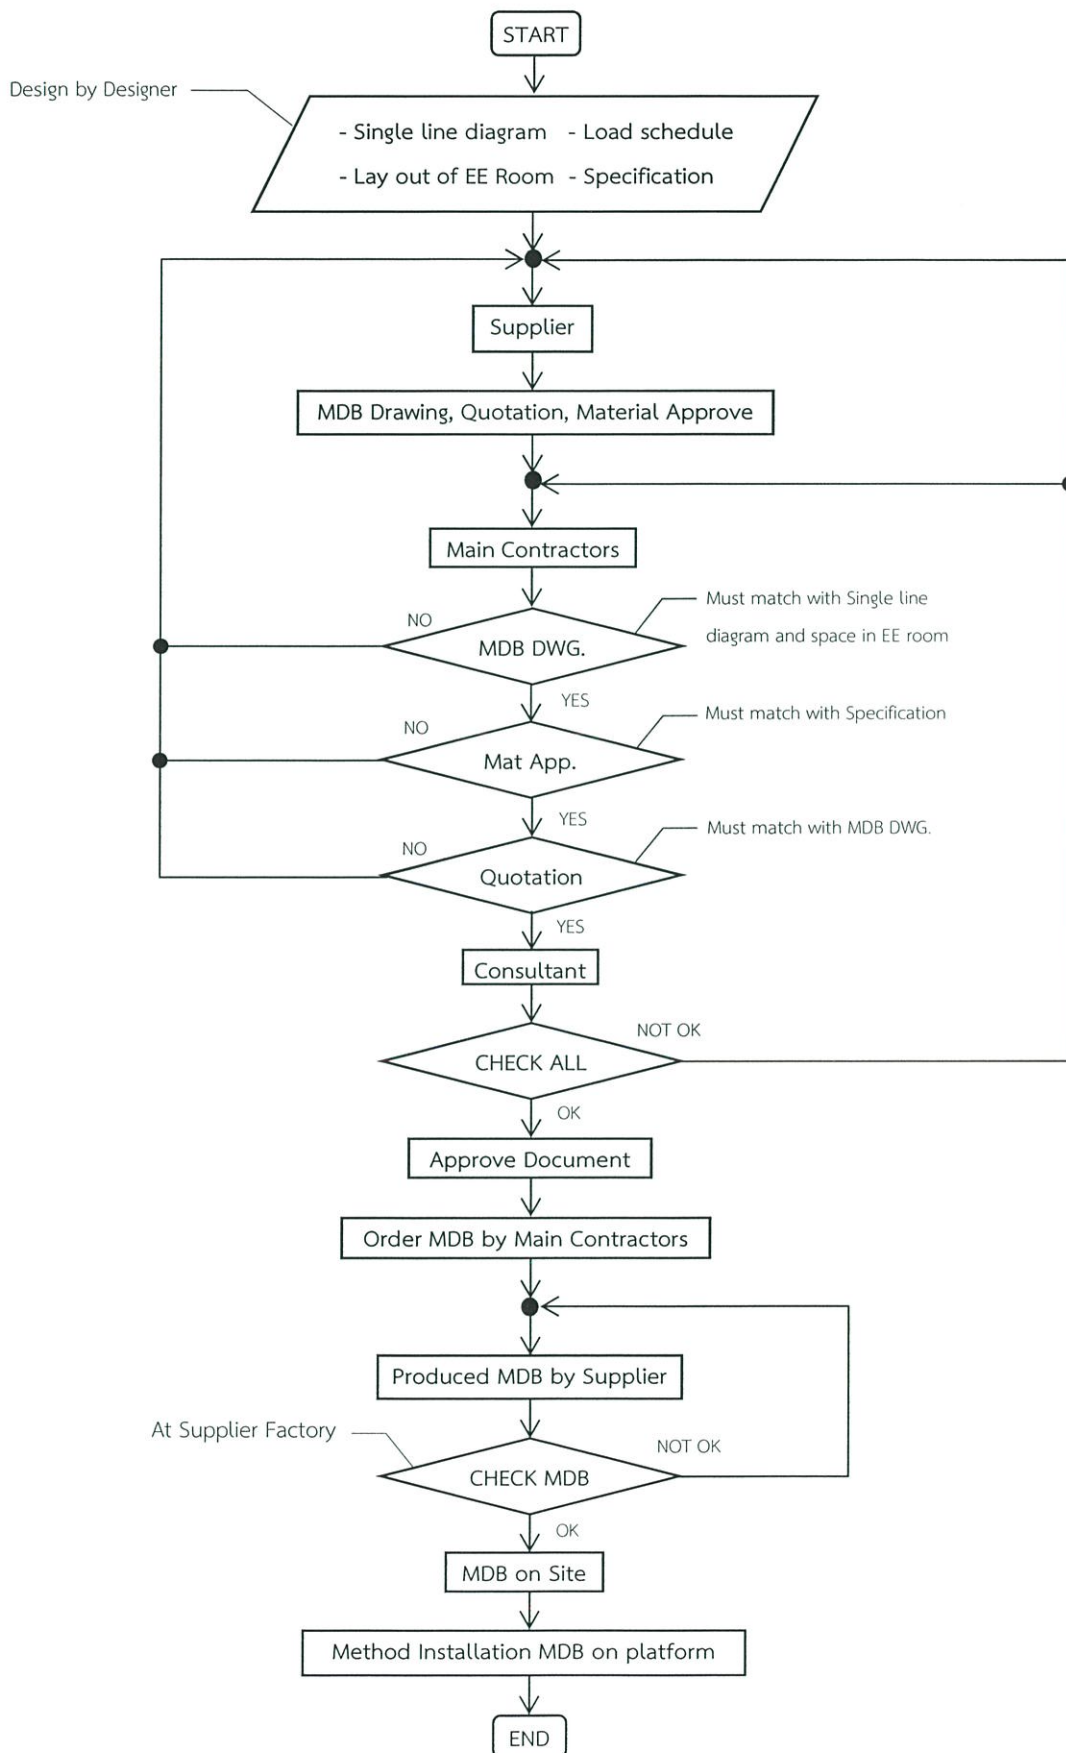 START
Design by Designer
- Single line diagram - Load schedule
- Lay out of EE Room - Specification
Supplier
MDB Drawing, Quotation, Material Approve
Main Contractors
NO
MDB DWG.
Must match with Single line
diagram and space in EE room
YES
NO
Mat App.
Must match with Specification
YES
NO
Quotation
Must match with MDB DWG.
YES
Consultant
NOT OK
CHECK ALL
OK
Approve Document
Order MDB by Main Contractors
Produced MDB by Supplier
At Supplier Factory
NOT OK
CHECK MDB
OK
MDB on Site
Method Installation MDB on platform
END